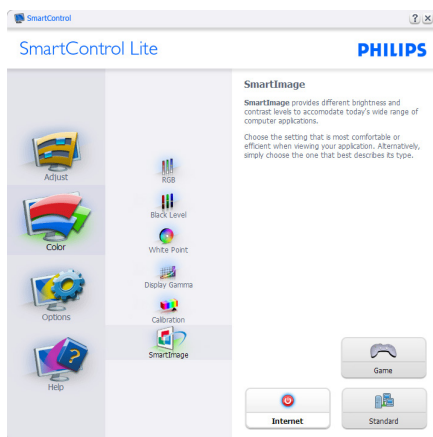 SmartControl
SmartControl Lite
PHILIPS
Adjust
Color
Options
Help
RGB
Black Level
White Point
Display Gamma
Calibration
SmartImage
SmartImage
SmartImage provides different brightness and
contrast levels to accomodate today's wide range of
computer applications.
Choose the setting that is most comfortable or
efficient when viewing your application. Alternatively,
simply choose the one that best describes its type.
Game
Internet
Standard